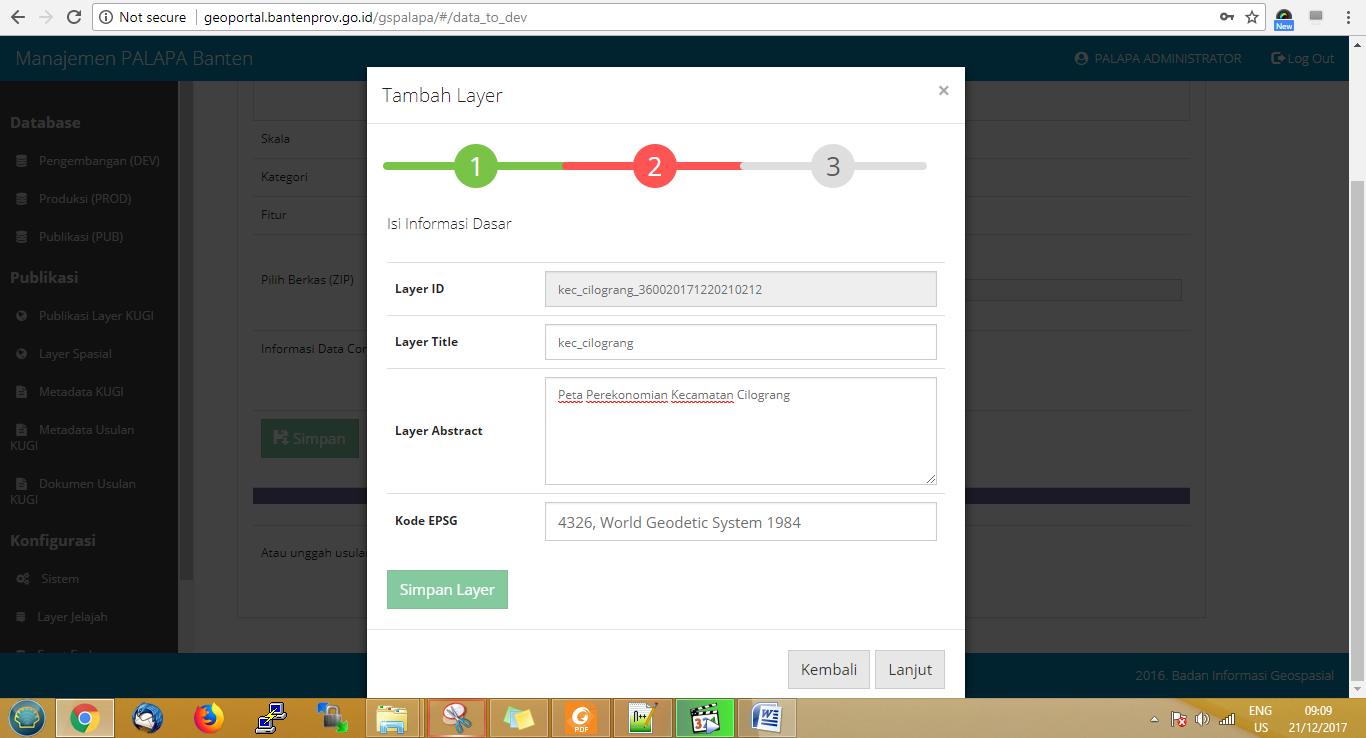 Not secure | geoportal.bantenprov.go.id/gspalapa/#/data_to_dev
New
Manajemen PALAPA Banten
PALAPA ADMINISTRATOR
Log Out
Database
Pengembangan (DEV)
Produksi (PROD)
Publikasi (PUB)
Publikasi
Publikasi Layer KUGI
Layer Spasial
Metadata KUGI
Metadata Usulan
KUGI
Dokumen Usulan
KUGI
Konfigurasi
Sistem
Layer Jelajah
Skala
Kategori
Fitur
Pilih Berkas (ZIP)
Informasi Data Con
Simpan
Atau unggah usula
Tambah Layer
×
1
2
3
Isi Informasi Dasar
Layer ID
kec_cilograng_360020171220210212
Layer Title
kec_cilograng
Layer Abstract
Peta Perekonomian Kecamatan Cilograng
Kode EPSG
4326, World Geodetic System 1984
Simpan Layer
Kembali
Lanjut
2016. Badan Informasi Geospasial
PDF
n++
37
W
ENG
US
09:09
21/12/2017